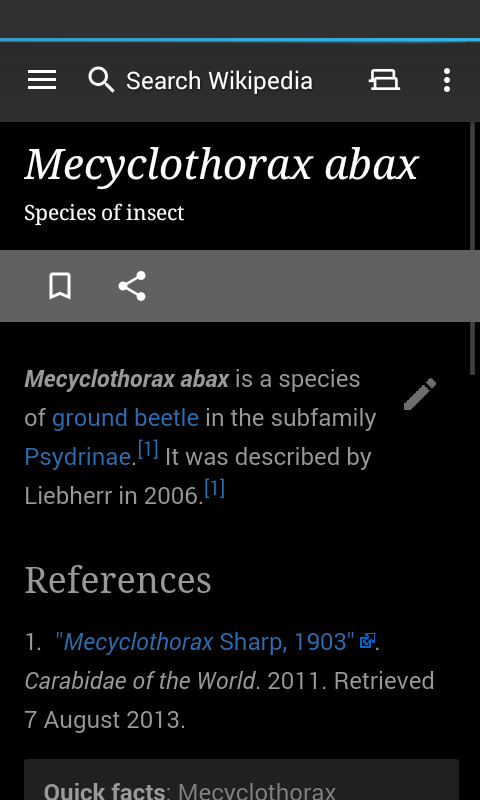 Search Wikipedia
Mecyclothorax abax
Species of insect
Mecyclothorax abax is a species
of ground beetle in the subfamily
Psydrinae.[1] It was described by
Liebherr in 2006.[1]
References
1. "Mecyclothorax Sharp, 1903".
Carabidae of the World. 2011. Retrieved
7 August 2013.
Quick facts: Mecyclothorax